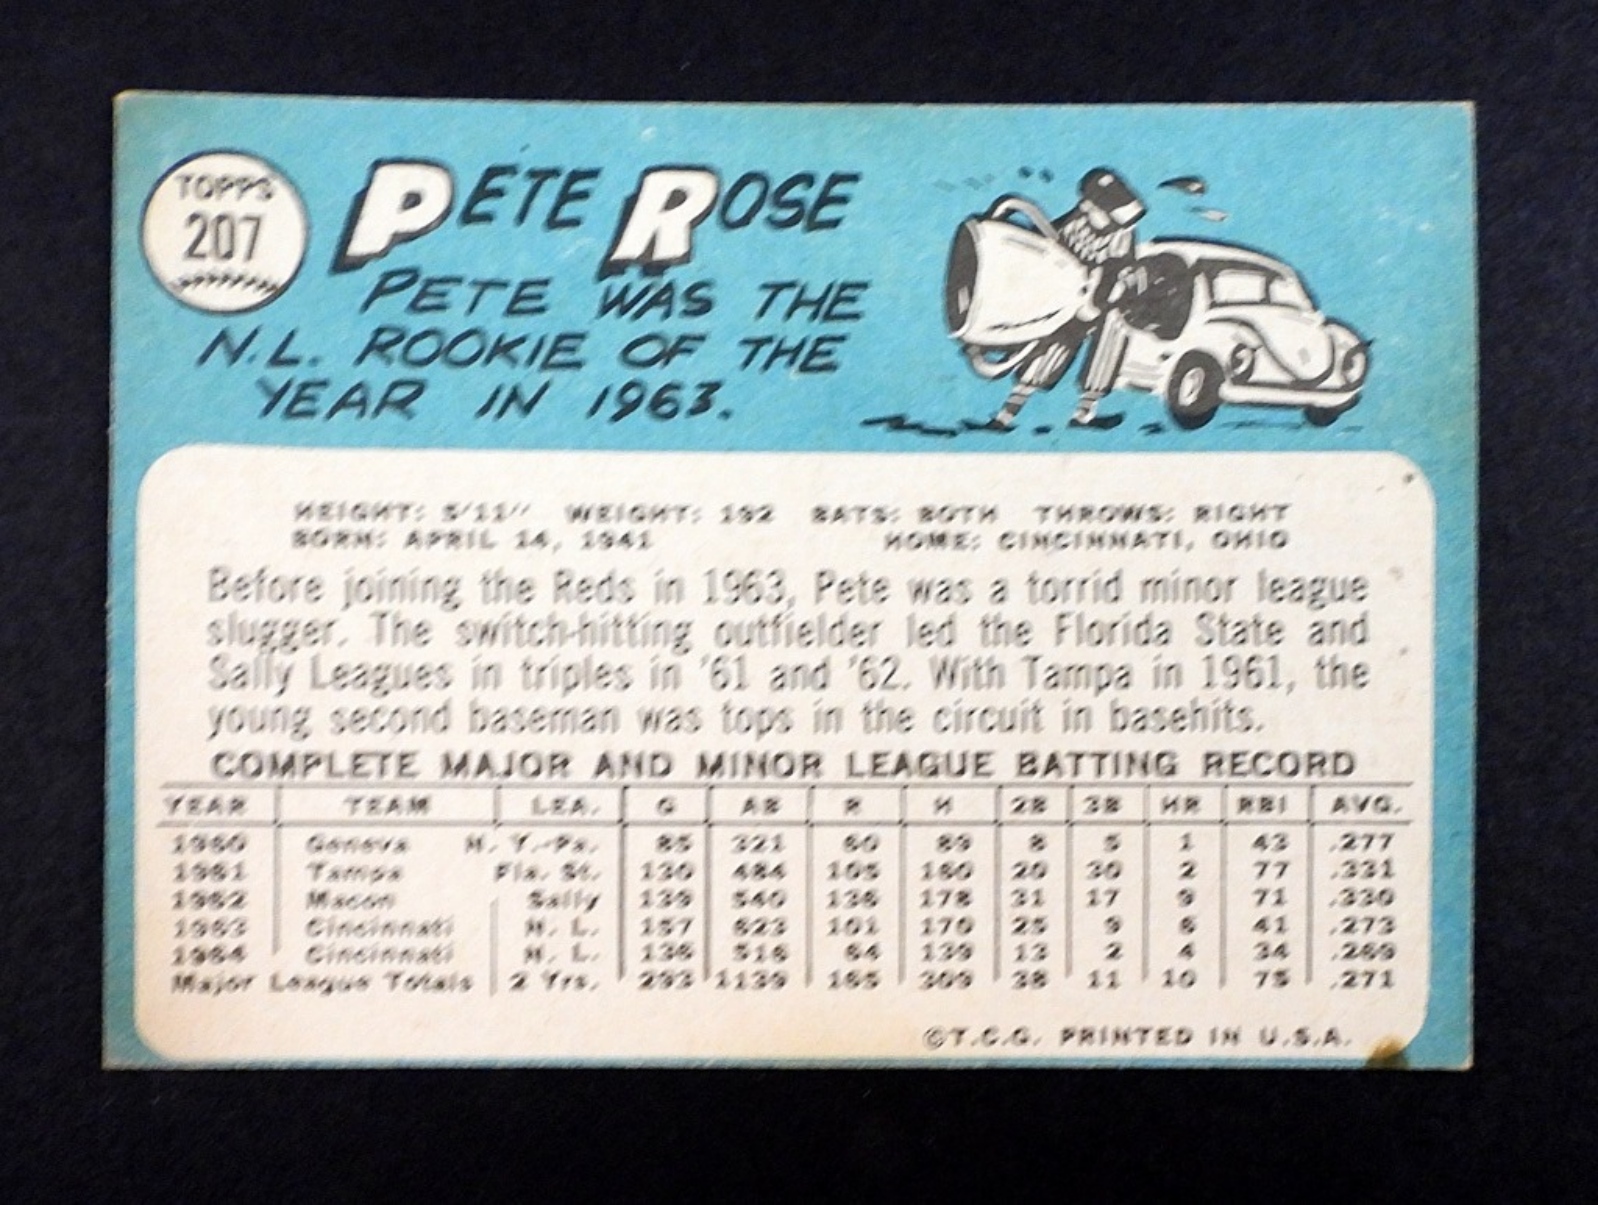 TOPPS
207
PETE ROSE
PETE WAS THE
N.L. ROOKIE OF THE
YEAR IN 1963.
HEIGHT: 5'11" WEIGHT: 192 BATS: BOTH THROWS: RIGHT
BORN: APRIL 14, 1941 HOME: CINCINNATI, OHIO
Before joining the Reds in 1963, Pete was a torrid minor league
slugger. The switch-hitting outfielder led the Florida State and
Sally Leagues in triples in '61 and '62. With Tampa in 1961, the
young second baseman was tops in the circuit in basehits.
COMPLETE MAJOR AND MINOR LEAGUE BATTING RECORD
YEAR TEAM LEA. G AB R H 2B 3B HR RBI AVG.
1960 Geneva N. Y.-Pa. 85 321 60 89 8 5 1 43 .277
1961 Tampa Fla. St. 130 484 105 160 20 30 2 77 .331
1962 Macon Sally 139 540 136 178 31 17 9 71 .330
1963 Cincinnati N. L. 157 623 101 170 25 9 6 41 .273
1964 Cincinnati N. L. 136 516 64 139 13 2 4 34 .269
Major League Totals 2 Yrs. 293 1139 165 309 38 11 10 75 .271
©T.C.G. PRINTED IN U.S.A.